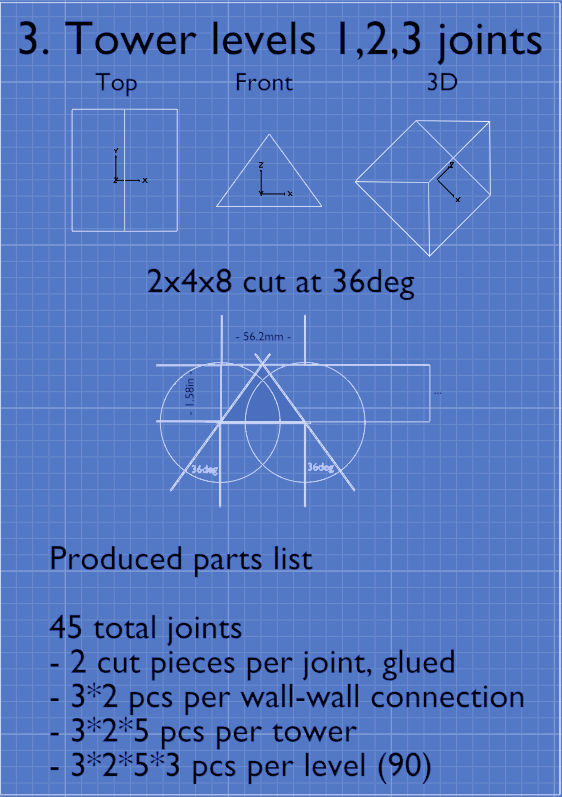 3. Tower levels 1,2,3 joints
Top Front 3D
Y
Z X
Z
Y X
Z
X
2x4x8 cut at 36deg
- 56.2mm -
- 1.58in -
...
36deg 36deg
Produced parts list
45 total joints
- 2 cut pieces per joint, glued
- 3*2 pcs per wall-wall connection
- 3*2*5 pcs per tower
- 3*2*5*3 pcs per level (90)